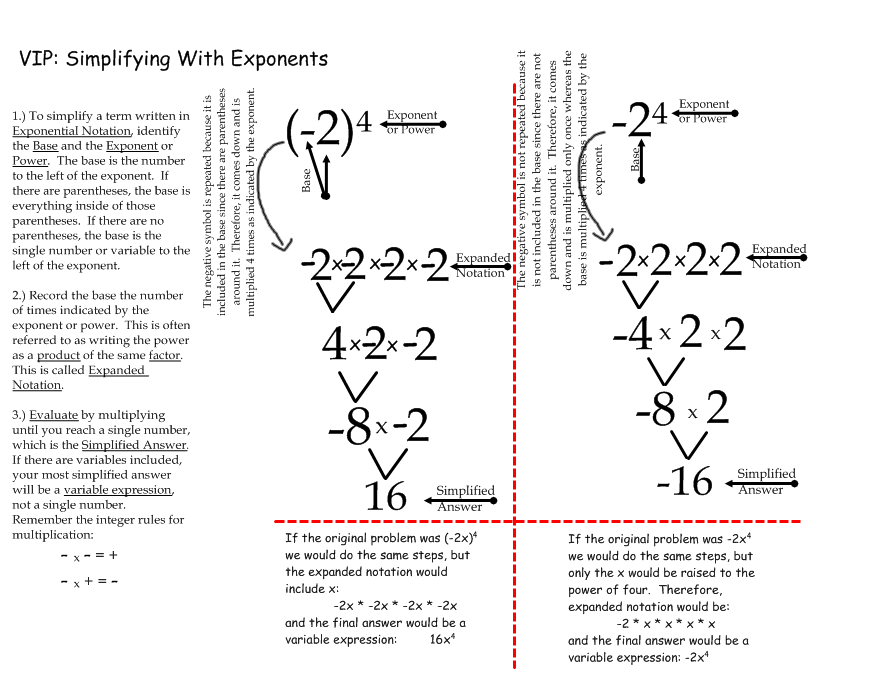 VIP: Simplifying With Exponents
1.) To simplify a term written in
Exponential Notation, identify
the Base and the Exponent or
Power. The base is the number
to the left of the exponent. If
there are parentheses, the base is
everything inside of those
parentheses. If there are no
parentheses, the base is the
single number or variable to the
left of the exponent.
2.) Record the base the number
of times indicated by the
exponent or power. This is often
referred to as writing the power
as a product of the same factor.
This is called Expanded
Notation.
3.) Evaluate by multiplying
until you reach a single number,
which is the Simplified Answer.
If there are variables included,
your most simplified answer
will be a variable expression,
not a single number.
Remember the integer rules for
multiplication:
- x - = +
- x + = -
The negative symbol is repeated because it is
included in the base since there are parentheses
around it. Therefore, it comes down and is
multiplied 4 times as indicated by the exponent.
(-2)⁴
Exponent
or Power
Base
-2×-2×-2×-2
Expanded
Notation
4×-2×-2
-8 x -2
16
Simplified
Answer
If the original problem was (-2x)⁴
we would do the same steps, but
the expanded notation would
include x:
-2x * -2x * -2x * -2x
and the final answer would be a
variable expression: 16x⁴
The negative symbol is not repeated because it
is not included in the base since there are not
parentheses around it. Therefore, it comes
down and is multiplied only once whereas the
base is multiplied 4 times as indicated by the
exponent.
-2⁴
Exponent
or Power
Base
-2×2×2×2
Expanded
Notation
-4 x 2 x 2
-8 x 2
-16
Simplified
Answer
If the original problem was -2x⁴
we would do the same steps, but
only the x would be raised to the
power of four. Therefore,
expanded notation would be:
-2 * x * x * x * x
and the final answer would be a
variable expression: -2x⁴